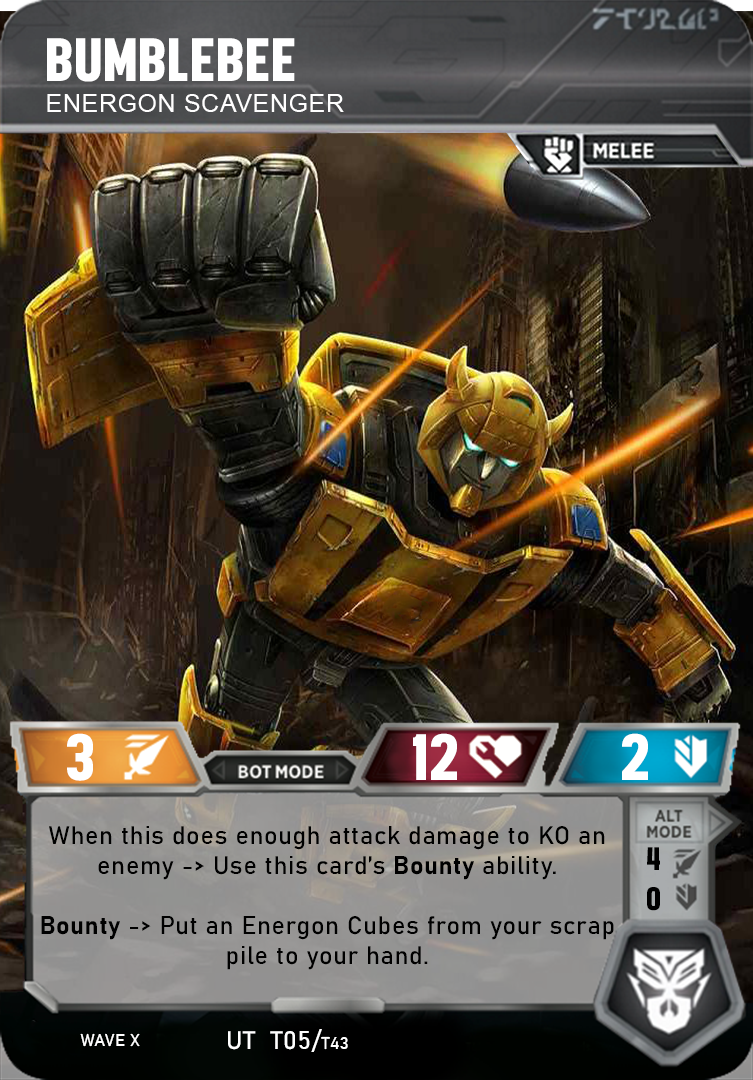 BUMBLEBEE
ENERGON SCAVENGER
MELEE
3
BOT MODE
12
2
When this does enough attack damage to KO an
enemy -> Use this card's Bounty ability.
Bounty -> Put an Energon Cubes from your scrap
pile to your hand.
ALT
MODE
4
0
WAVE X
UT T05/T43